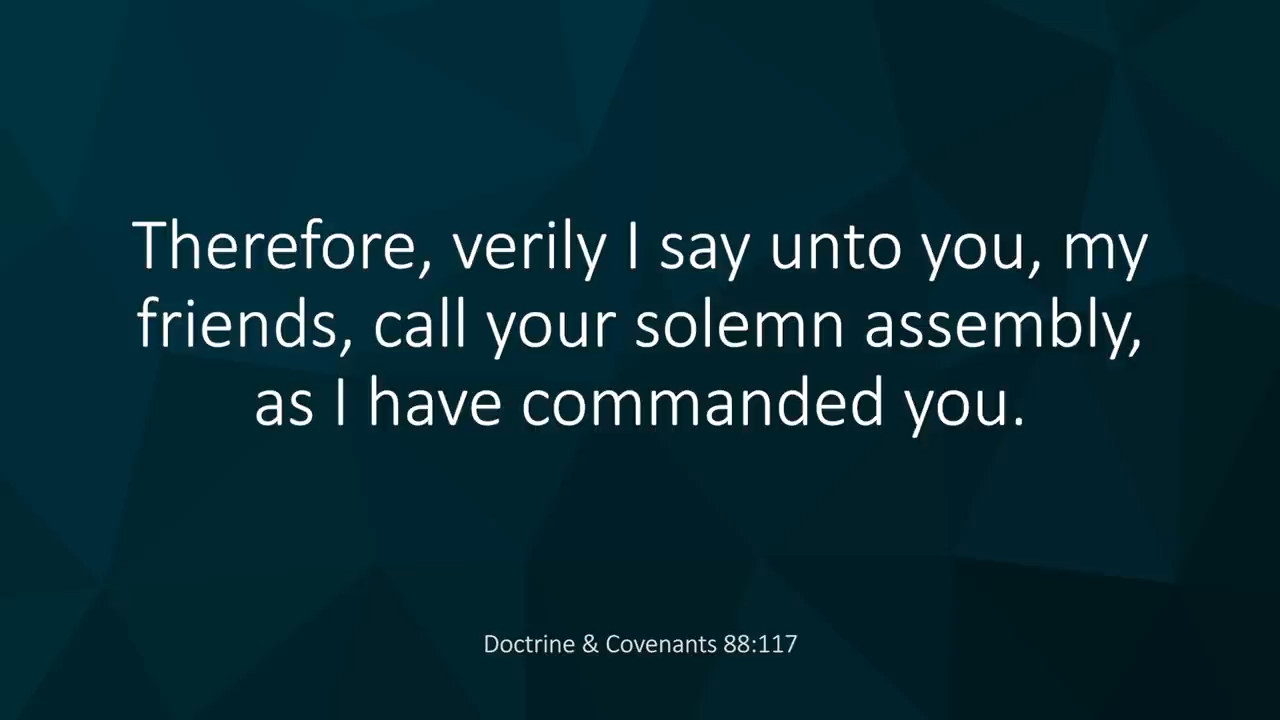 Therefore, verily I say unto you, my
friends, call your solemn assembly,
as I have commanded you.
Doctrine & Covenants 88:117